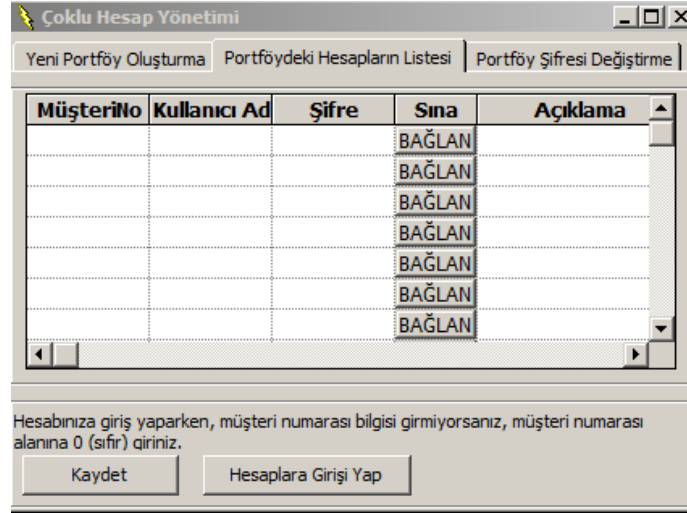 Çoklu Hesap Yönetimi
Yeni Portföy Oluşturma Portföydeki Hesapların Listesi Portföy Şifresi Değiştirme
MüşteriNo Kullanıcı Ad Şifre Sına Açıklama
BAĞLAN
BAĞLAN
BAĞLAN
BAĞLAN
BAĞLAN
BAĞLAN
BAĞLAN
Hesabınıza giriş yaparken, müşteri numarası bilgisi girmiyorsanız, müşteri numarası
alanına 0 (sıfır) giriniz.
Kaydet Hesaplara Girişi Yap